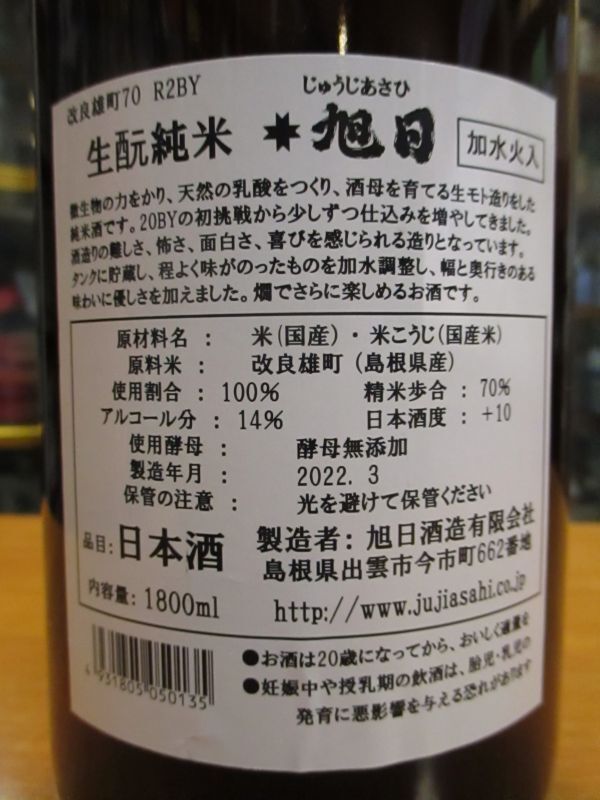 改良雄町70 R2BY
じゅうじあさひ
生酛純米 旭日 加水火入
微生物の力をかり、天然の乳酸をつくり、酒母を育てる生モト造りをした
純米酒です。20BYの初挑戦から少しずつ仕込みを増やしてきました。
酒造りの難しさ、怖さ、面白さ、喜びを感じられる造りとなっています。
タンクに貯蔵し、程よく味がのったものを加水調整し、幅と奥行きのある
味わいに優しさを加えました。燗でさらに楽しめるお酒です。
原材料名 : 米(国産)・米こうじ(国産米)
原料米 : 改良雄町(島根県産)
使用割合 : 100% 精米歩合 : 70%
アルコール分 : 14% 日本酒度 : +10
使用酵母 : 酵母無添加
製造年月 : 2022. 3
保管の注意 : 光を避けて保管ください
品目:日本酒 製造者:旭日酒造有限会社
島根県出雲市今市町662番地
内容量:1800ml http://www.jujiasahi.co.jp
4 931805 050135
●お酒は20歳になってから、おいしく適量を
●妊娠中や授乳期の飲酒は、胎児・乳児の
発育に悪影響を与える恐れがあります